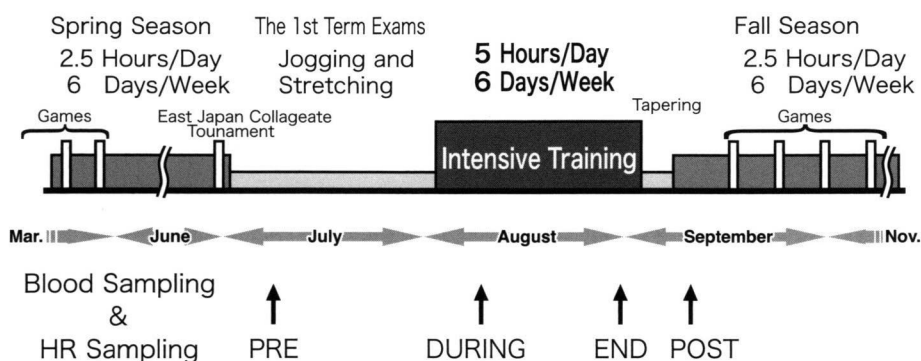 Spring Season
2.5 Hours/Day
6 Days/Week
The 1st Term Exams
Jogging and
Stretching
5 Hours/Day
6 Days/Week
Fall Season
2.5 Hours/Day
6 Days/Week
Games
East Japan Collageate
Tounament
Tapering
Games
Intensive Training
Mar. June July August September Nov.
Blood Sampling
&
HR Sampling
PRE DURING END POST